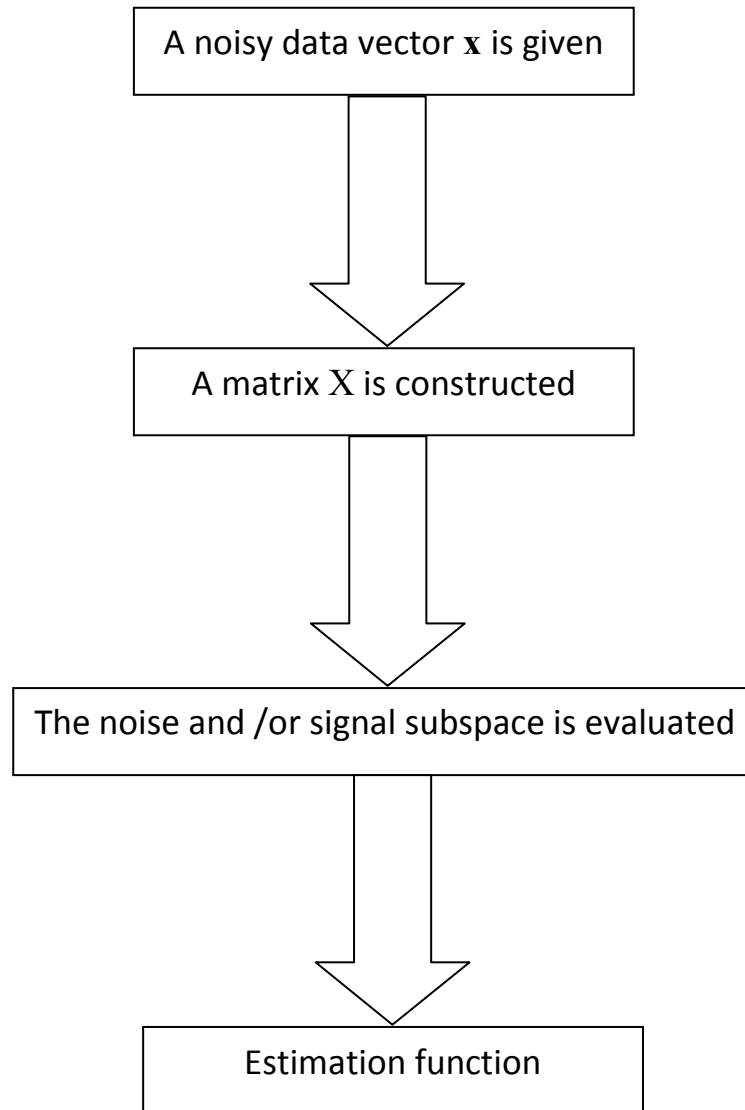 A noisy data vector x is given
A matrix X is constructed
The noise and /or signal subspace is evaluated
Estimation function